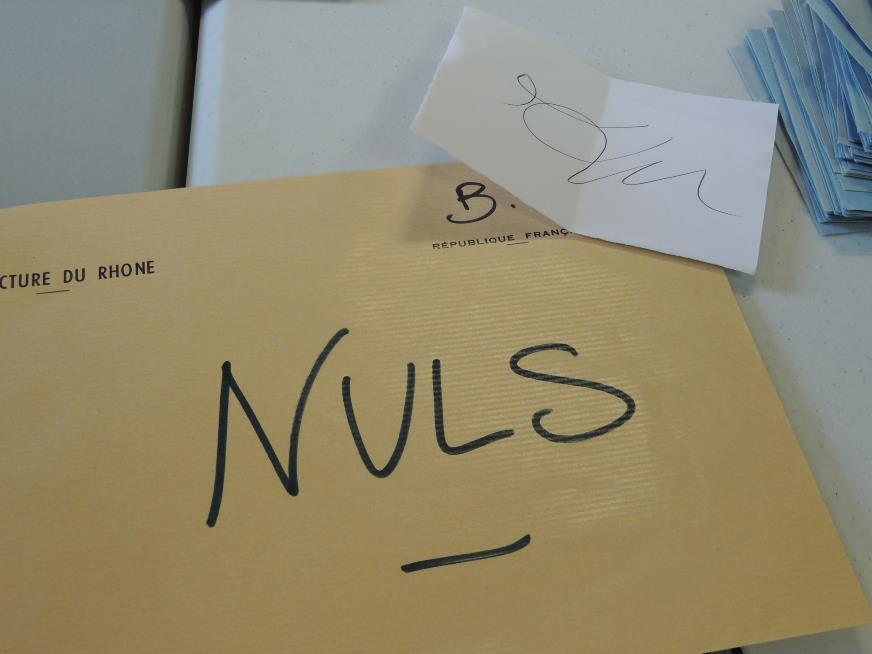 B.
RÉPUBLIQUE FRANÇ
CTURE DU RHONE
NULS